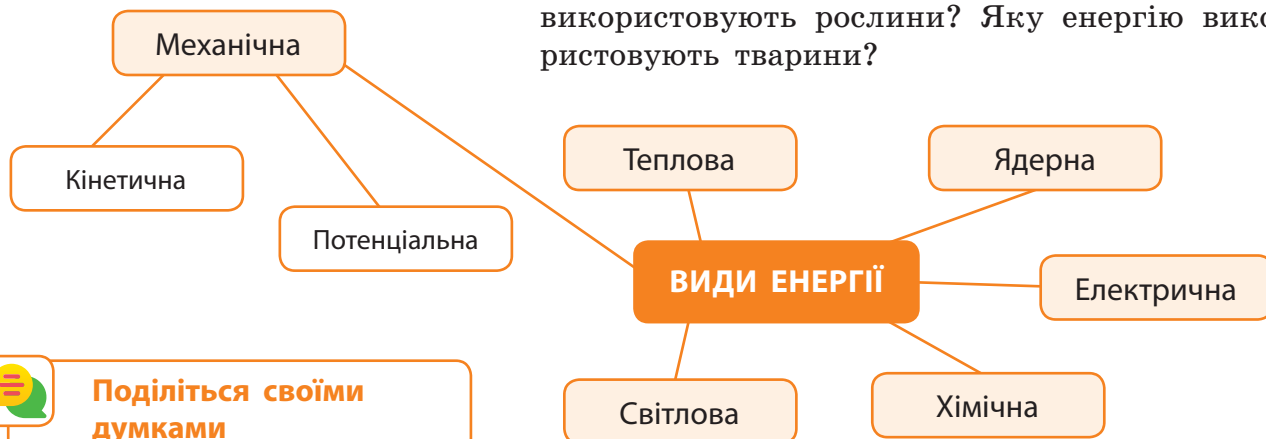 використовують рослини? Яку енергію вико-
ристовують тварини?
Механічна
Кінетична
Потенціальна
Теплова
Ядерна
ВИДИ ЕНЕРГІЇ
Електрична
Світлова
Хімічна
Поділіться своїми
думками